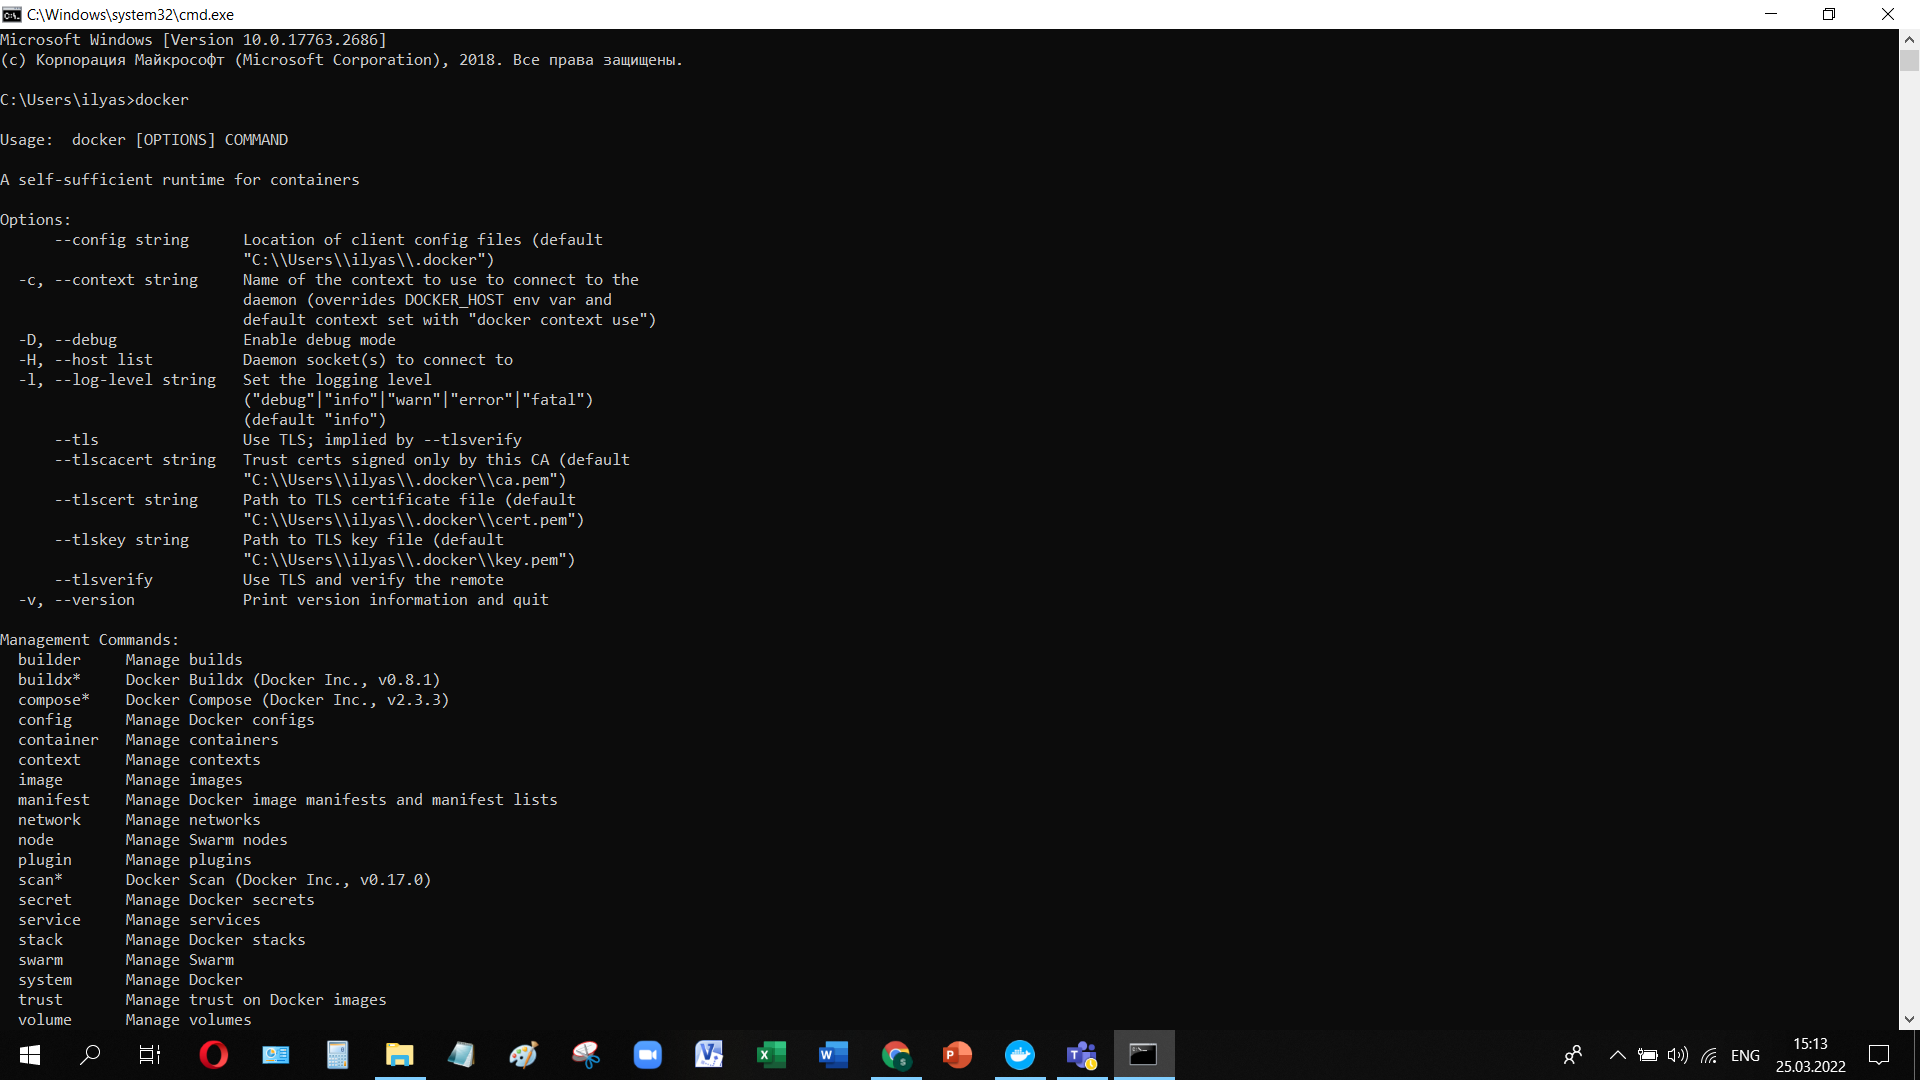 C:\Windows\system32\cmd.exe
Microsoft Windows [Version 10.0.17763.2686]
(c) Корпорация Майкрософт (Microsoft Corporation), 2018. Все права защищены.
C:\Users\ilyas>docker
Usage:  docker [OPTIONS] COMMAND
A self-sufficient runtime for containers
Options:
      --config string      Location of client config files (default
                           "C:\\Users\\ilyas\\.docker")
  -c, --context string     Name of the context to use to connect to the
                           daemon (overrides DOCKER_HOST env var and
                           default context set with "docker context use")
  -D, --debug              Enable debug mode
  -H, --host list          Daemon socket(s) to connect to
  -l, --log-level string   Set the logging level
                           ("debug"|"info"|"warn"|"error"|"fatal")
                           (default "info")
      --tls                Use TLS; implied by --tlsverify
      --tlscacert string   Trust certs signed only by this CA (default
                           "C:\\Users\\ilyas\\.docker\\ca.pem")
      --tlscert string     Path to TLS certificate file (default
                           "C:\\Users\\ilyas\\.docker\\cert.pem")
      --tlskey string      Path to TLS key file (default
                           "C:\\Users\\ilyas\\.docker\\key.pem")
      --tlsverify          Use TLS and verify the remote
  -v, --version            Print version information and quit
Management Commands:
  builder     Manage builds
  buildx*     Docker Buildx (Docker Inc., v0.8.1)
  compose*    Docker Compose (Docker Inc., v2.3.3)
  config      Manage Docker configs
  container   Manage containers
  context     Manage contexts
  image       Manage images
  manifest    Manage Docker image manifests and manifest lists
  network     Manage networks
  node        Manage Swarm nodes
  plugin      Manage plugins
  scan*       Docker Scan (Docker Inc., v0.17.0)
  secret      Manage Docker secrets
  service     Manage services
  stack       Manage Docker stacks
  swarm       Manage Swarm
  system      Manage Docker
  trust       Manage trust on Docker images
  volume      Manage volumes
ENG
15:13
25.03.2022